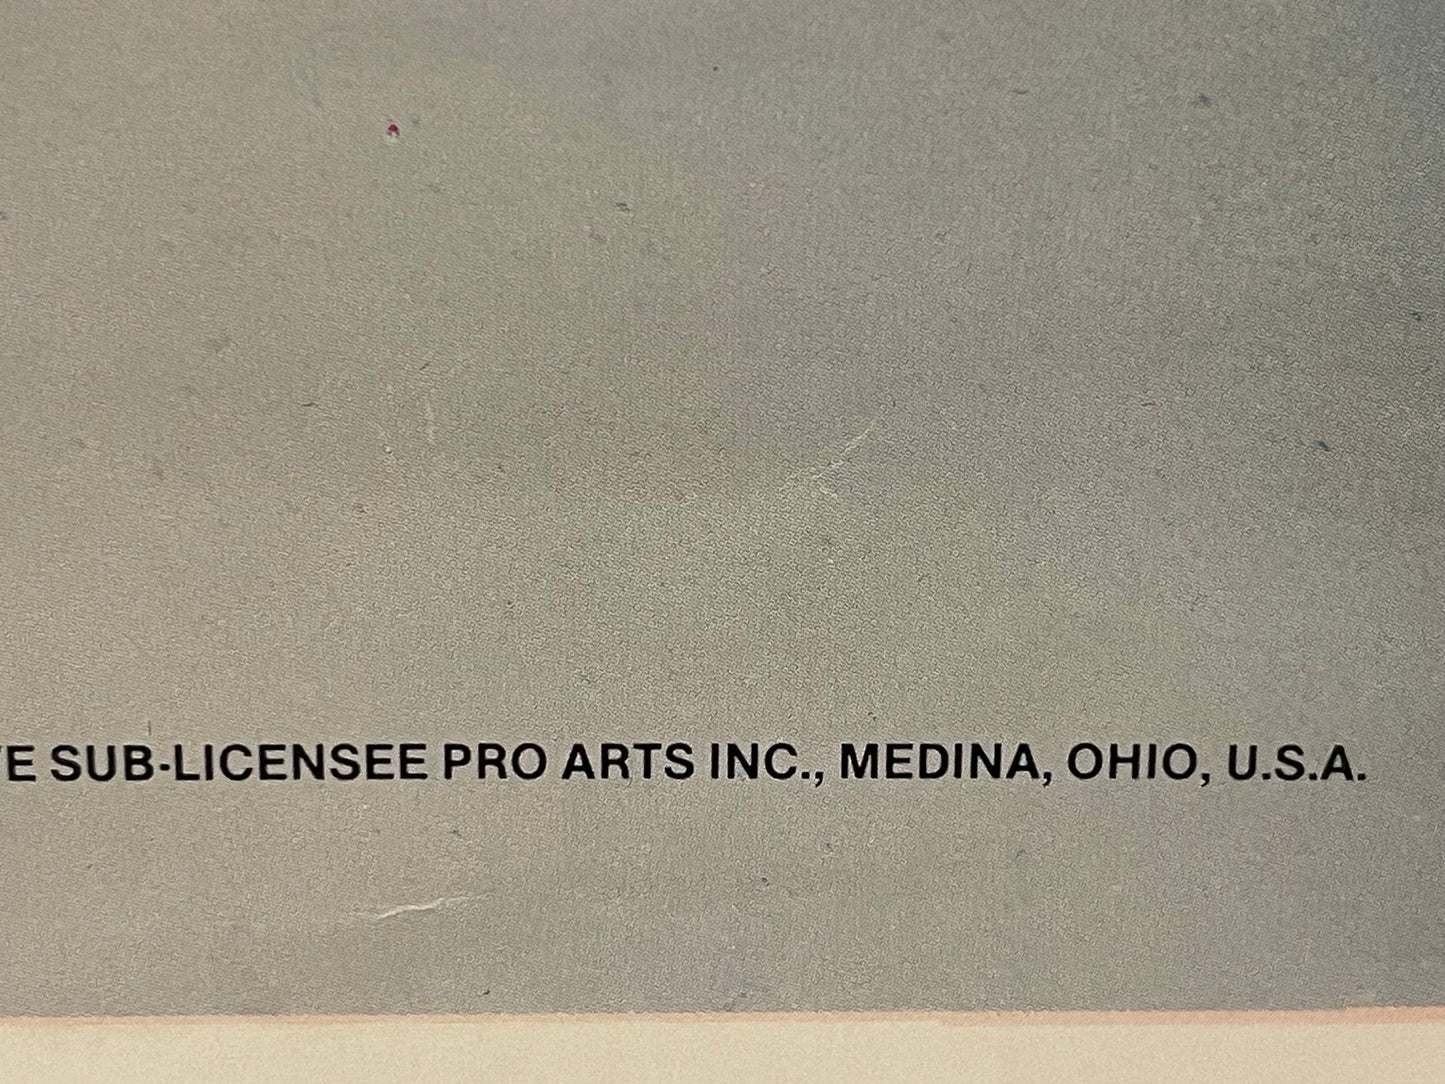 E SUB-LICENSEE PRO ARTS INC., MEDINA, OHIO, U.S.A.